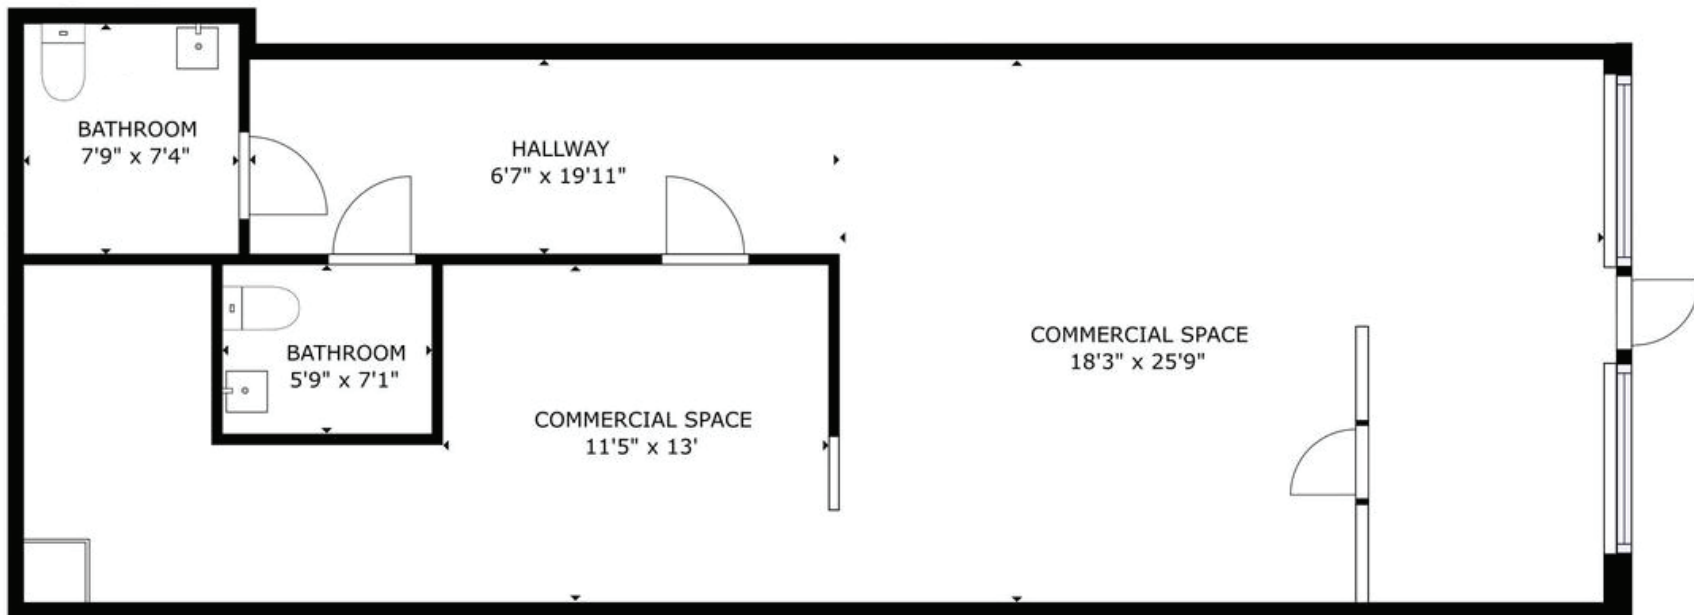 BATHROOM
7'9" x 7'4"
HALLWAY
6'7" x 19'11"
BATHROOM
5'9" x 7'1"
COMMERCIAL SPACE
11'5" x 13'
COMMERCIAL SPACE
18'3" x 25'9"